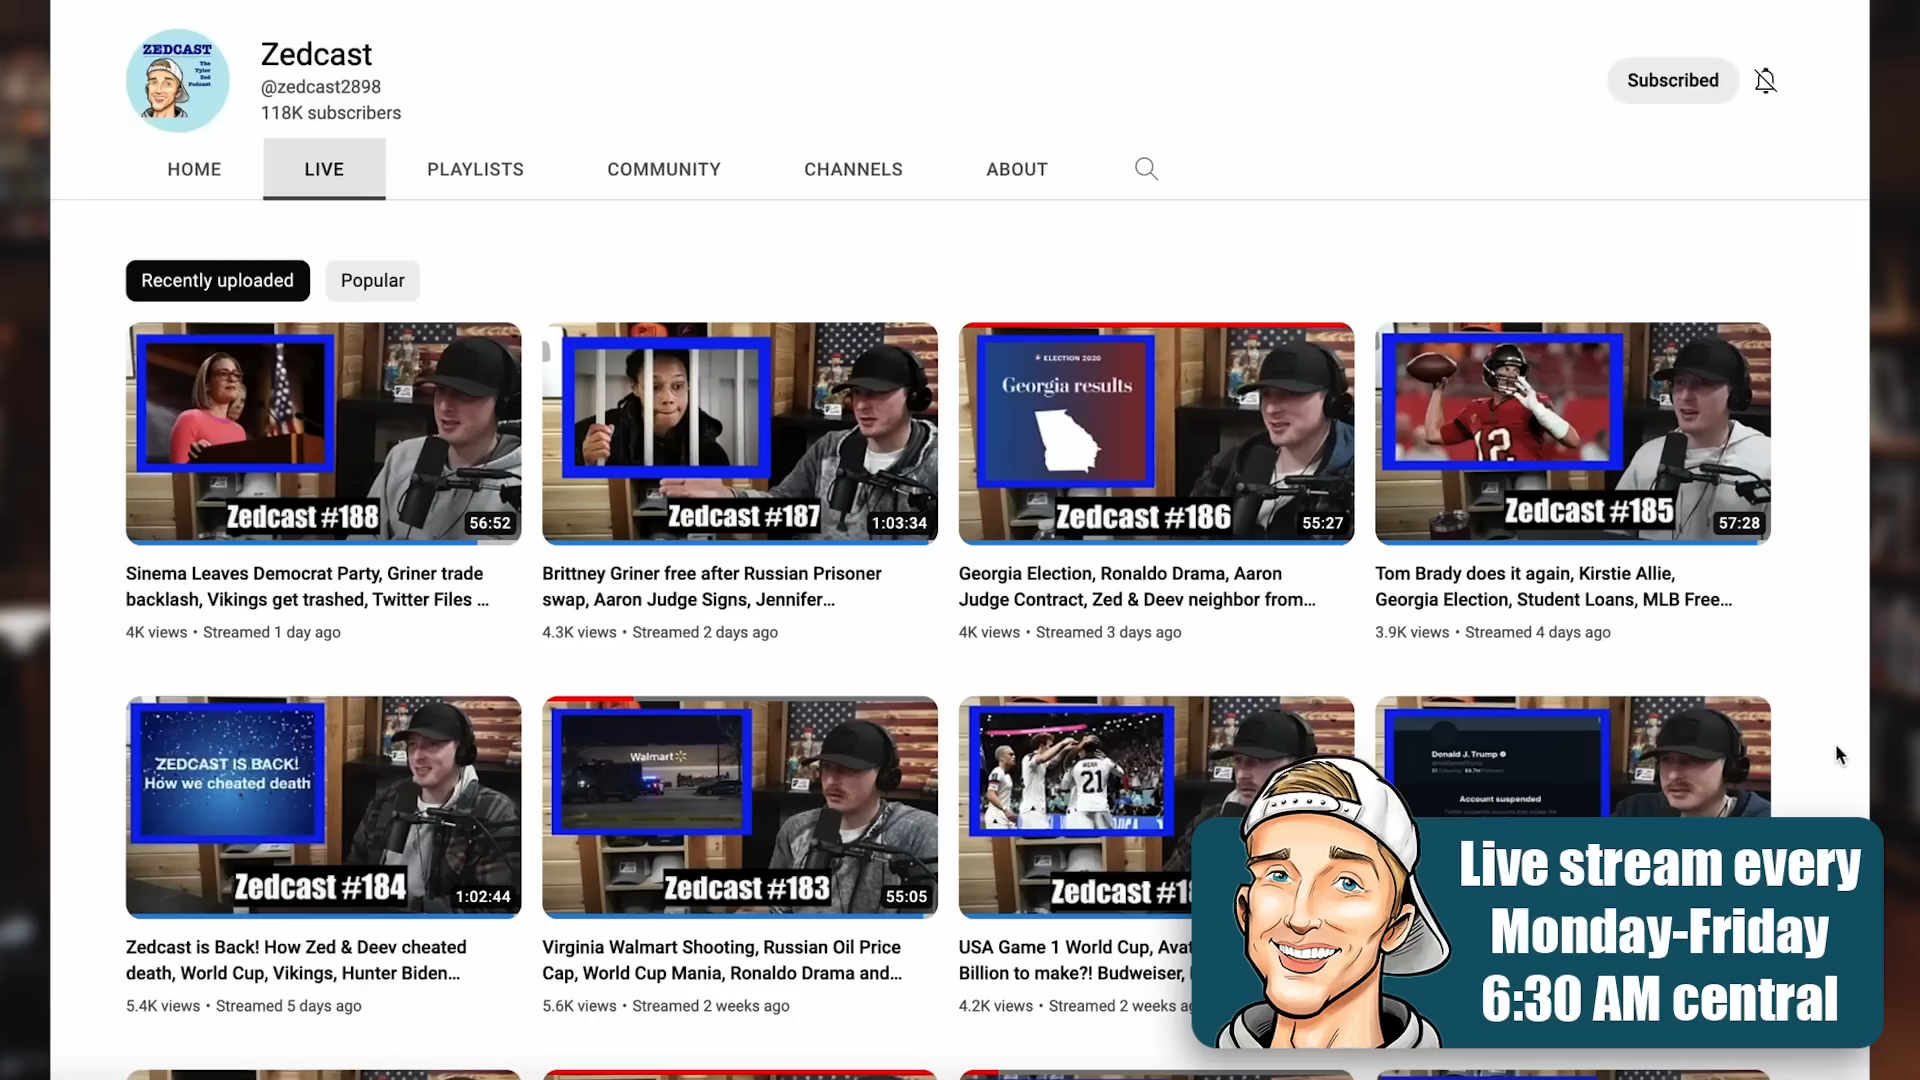 ZEDCAST
The
Tyler
Zed
Podcast
Zedcast
@zedcast2898
118K subscribers
Subscribed
HOME
LIVE
PLAYLISTS
COMMUNITY
CHANNELS
ABOUT
Recently uploaded
Popular
Zedcast #188
56:52
Sinema Leaves Democrat Party, Griner trade
backlash, Vikings get trashed, Twitter Files ...
4K views • Streamed 1 day ago
Zedcast #187
1:03:34
Brittney Griner free after Russian Prisoner
swap, Aaron Judge Signs, Jennifer...
4.3K views • Streamed 2 days ago
ELECTION 2020
Georgia results
Zedcast #186
55:27
Georgia Election, Ronaldo Drama, Aaron
Judge Contract, Zed & Deev neighbor from...
4K views • Streamed 3 days ago
12
Zedcast #185
57:28
Tom Brady does it again, Kirstie Allie,
Georgia Election, Student Loans, MLB Free...
3.9K views • Streamed 4 days ago
ZEDCAST IS BACK!
How we cheated death
Zedcast #184
1:02:44
Zedcast is Back! How Zed & Deev cheated
death, World Cup, Vikings, Hunter Biden...
5.4K views • Streamed 5 days ago
Walmart
Zedcast #183
55:05
Virginia Walmart Shooting, Russian Oil Price
Cap, World Cup Mania, Ronaldo Drama and...
5.6K views • Streamed 2 weeks ago
WEAH
21
Zedcast #18
USA Game 1 World Cup, Avat
Billion to make?! Budweiser,
4.2K views • Streamed 2 weeks ag
Donald J. Trump
Account suspended
Live stream every
Monday-Friday
6:30 AM central